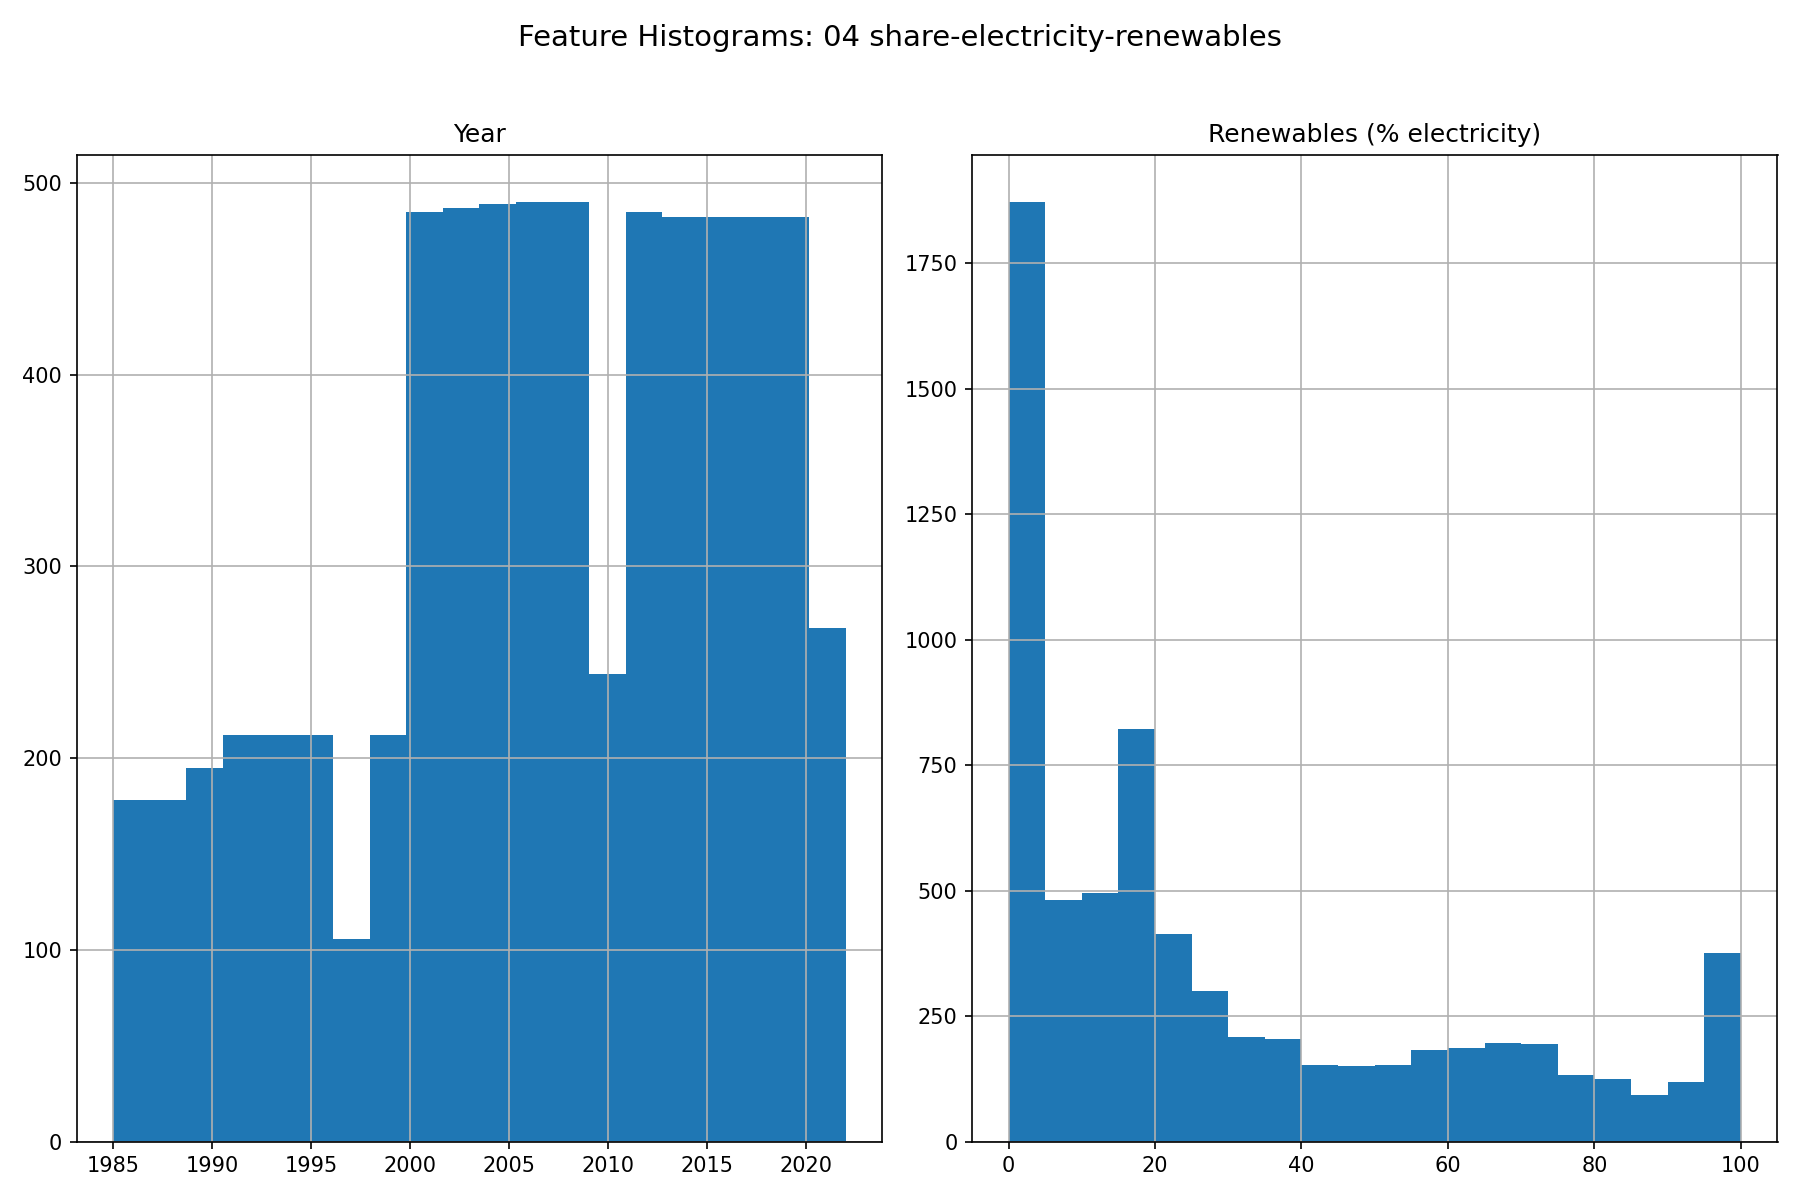 Feature Histograms: 04 share-electricity-renewables
Year
500
400
300
200
100
0
1985 1990 1995 2000 2005 2010 2015 2020
Renewables (% electricity)
1750
1500
1250
1000
750
500
250
0
0 20 40 60 80 100